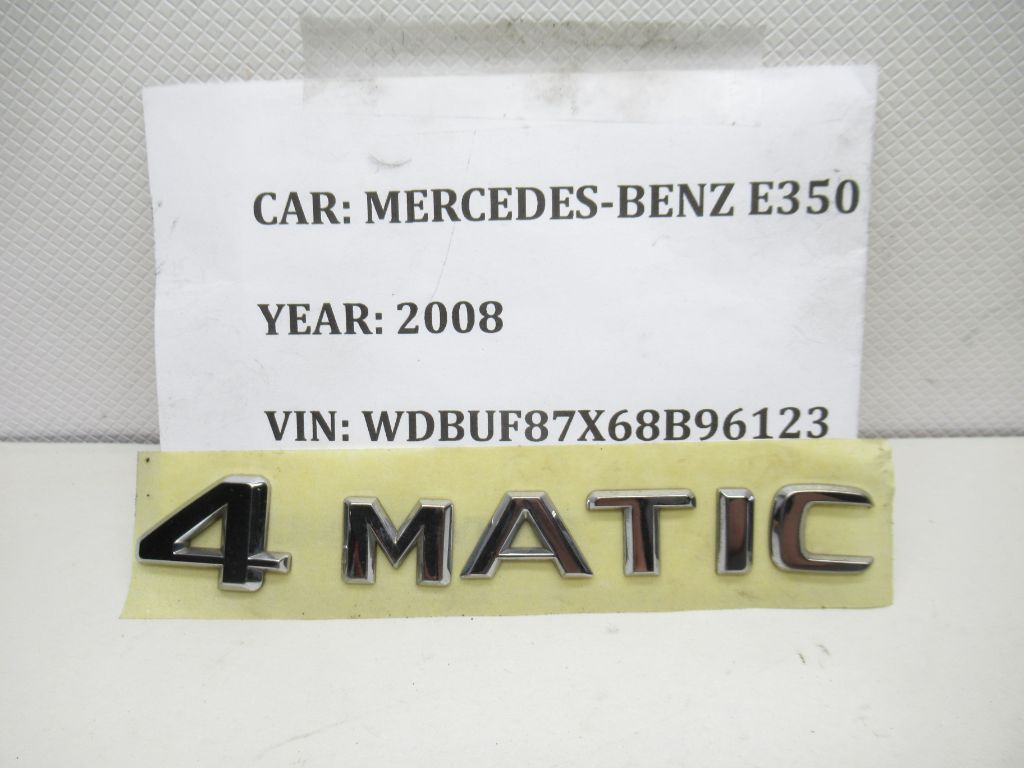 CAR: MERCEDES-BENZ E350
YEAR: 2008
VIN: WDBUF87X68B96123
4 MATIC